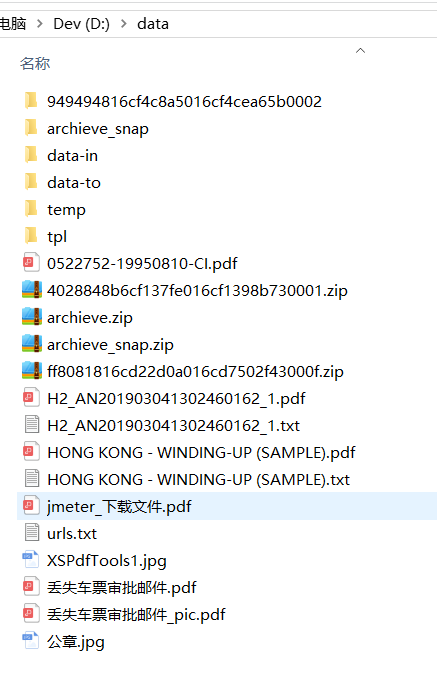 电脑 > Dev (D:) > data
名称
949494816cf4c8a5016cf4cea65b0002
archieve_snap
data-in
data-to
temp
tpl
0522752-19950810-CI.pdf
4028848b6cf137fe016cf1398b730001.zip
archieve.zip
archieve_snap.zip
ff8081816cd22d0a016cd7502f43000f.zip
H2_AN201903041302460162_1.pdf
H2_AN201903041302460162_1.txt
HONG KONG - WINDING-UP (SAMPLE).pdf
HONG KONG - WINDING-UP (SAMPLE).txt
jmeter_下载文件.pdf
urls.txt
XSPdfTools1.jpg
丢失车票审批邮件.pdf
丢失车票审批邮件_pic.pdf
公章.jpg